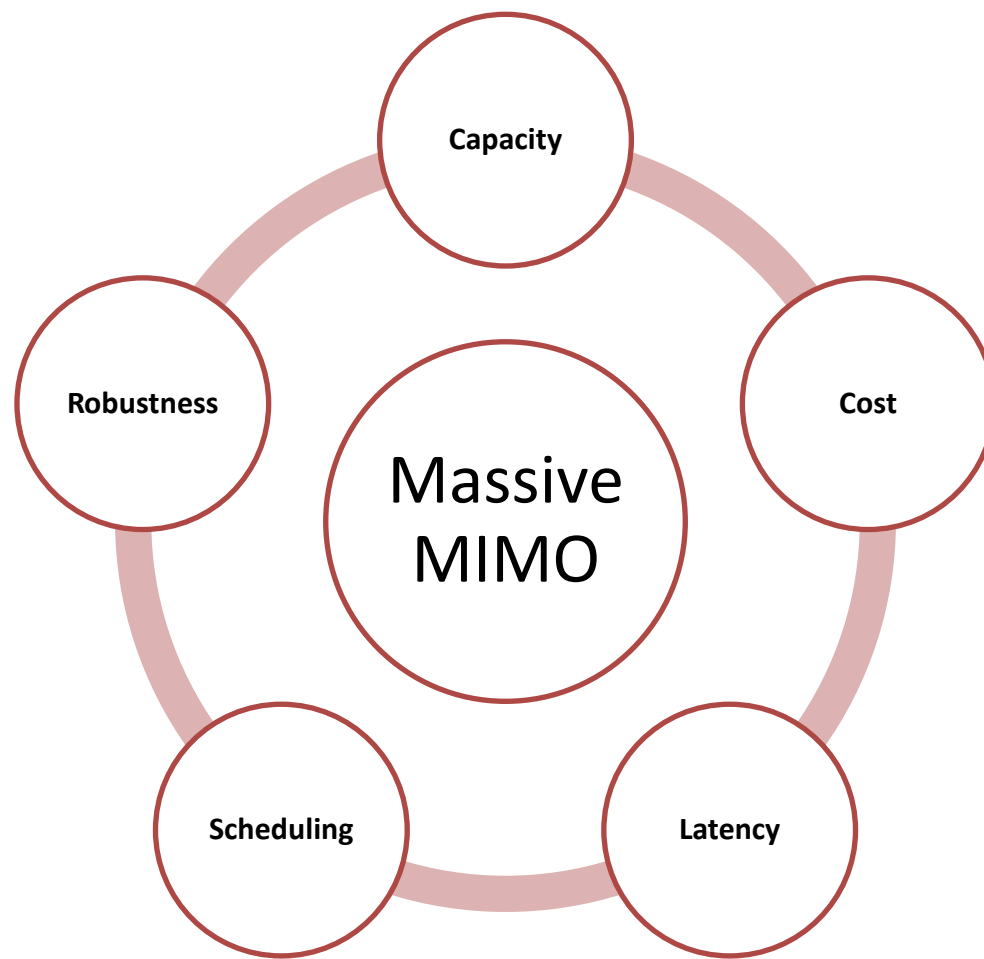 Capacity
Robustness
Cost
Massive
MIMO
Scheduling
Latency